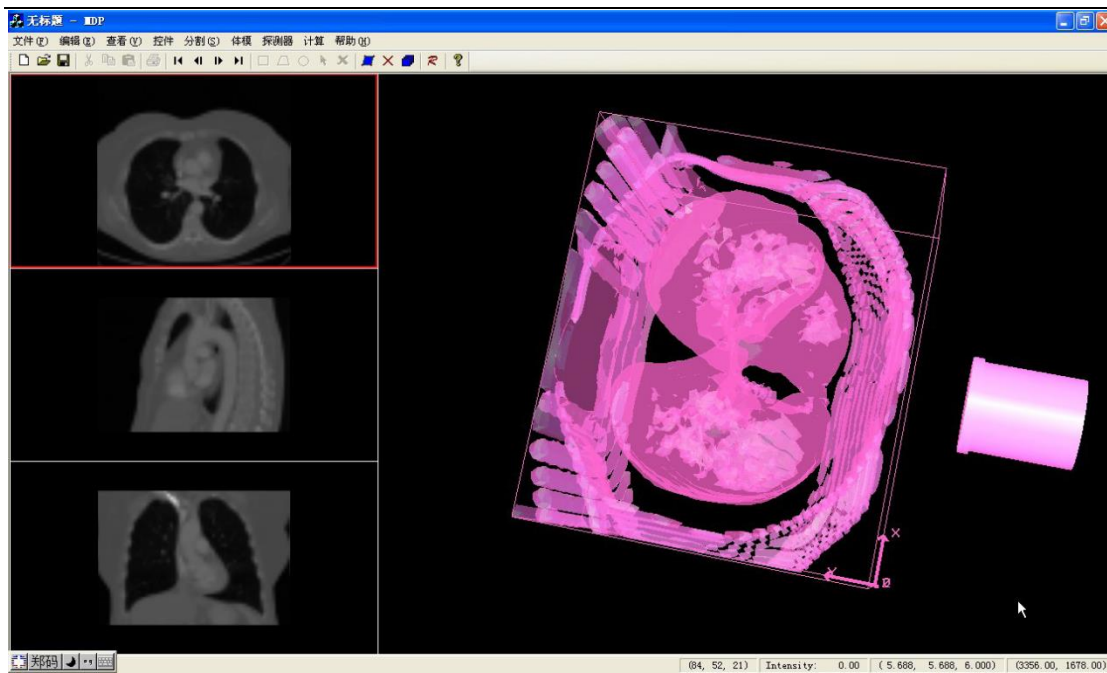 无标题 - MDP
文件(F) 编辑(E) 查看(V) 控件 分割(S) 体模 探测器 计算 帮助(H)
X
Y
郑码
(84, 52, 21) Intensity: 0.00 ( 5.688, 5.688, 6.000) (3356.00, 1678.00)